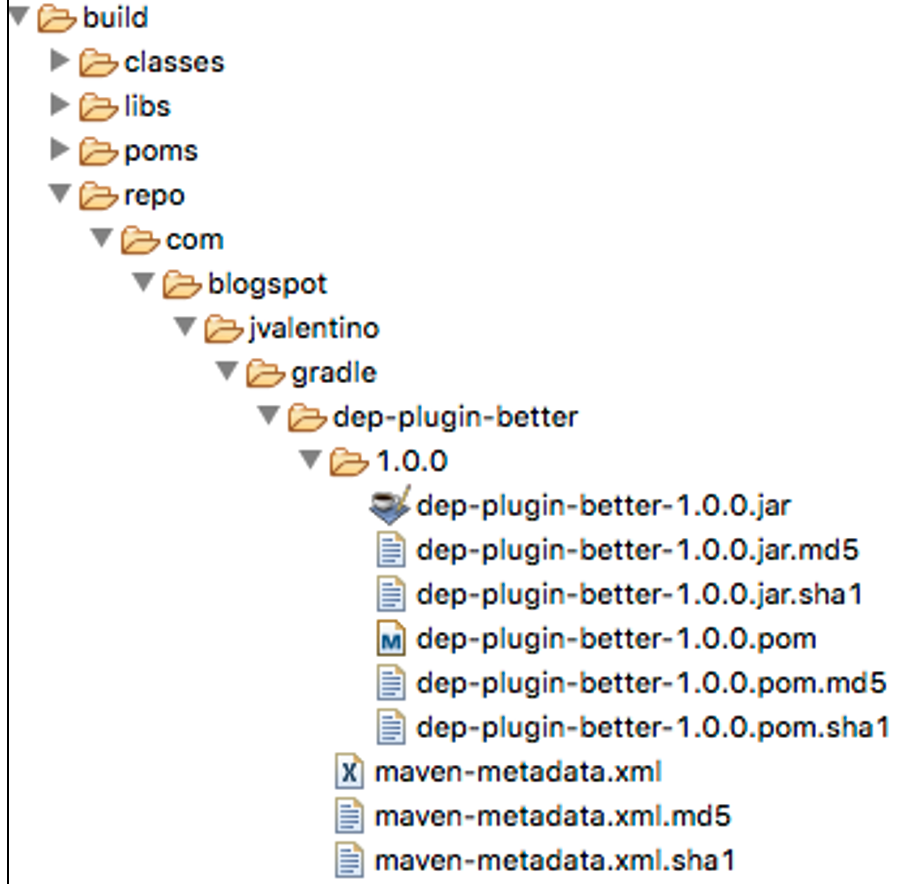 build
classes
libs
poms
repo
com
blogspot
jvalentino
gradle
dep-plugin-better
1.0.0
dep-plugin-better-1.0.0.jar
dep-plugin-better-1.0.0.jar.md5
dep-plugin-better-1.0.0.jar.sha1
M dep-plugin-better-1.0.0.pom
dep-plugin-better-1.0.0.pom.md5
dep-plugin-better-1.0.0.pom.sha1
X maven-metadata.xml
maven-metadata.xml.md5
maven-metadata.xml.sha1